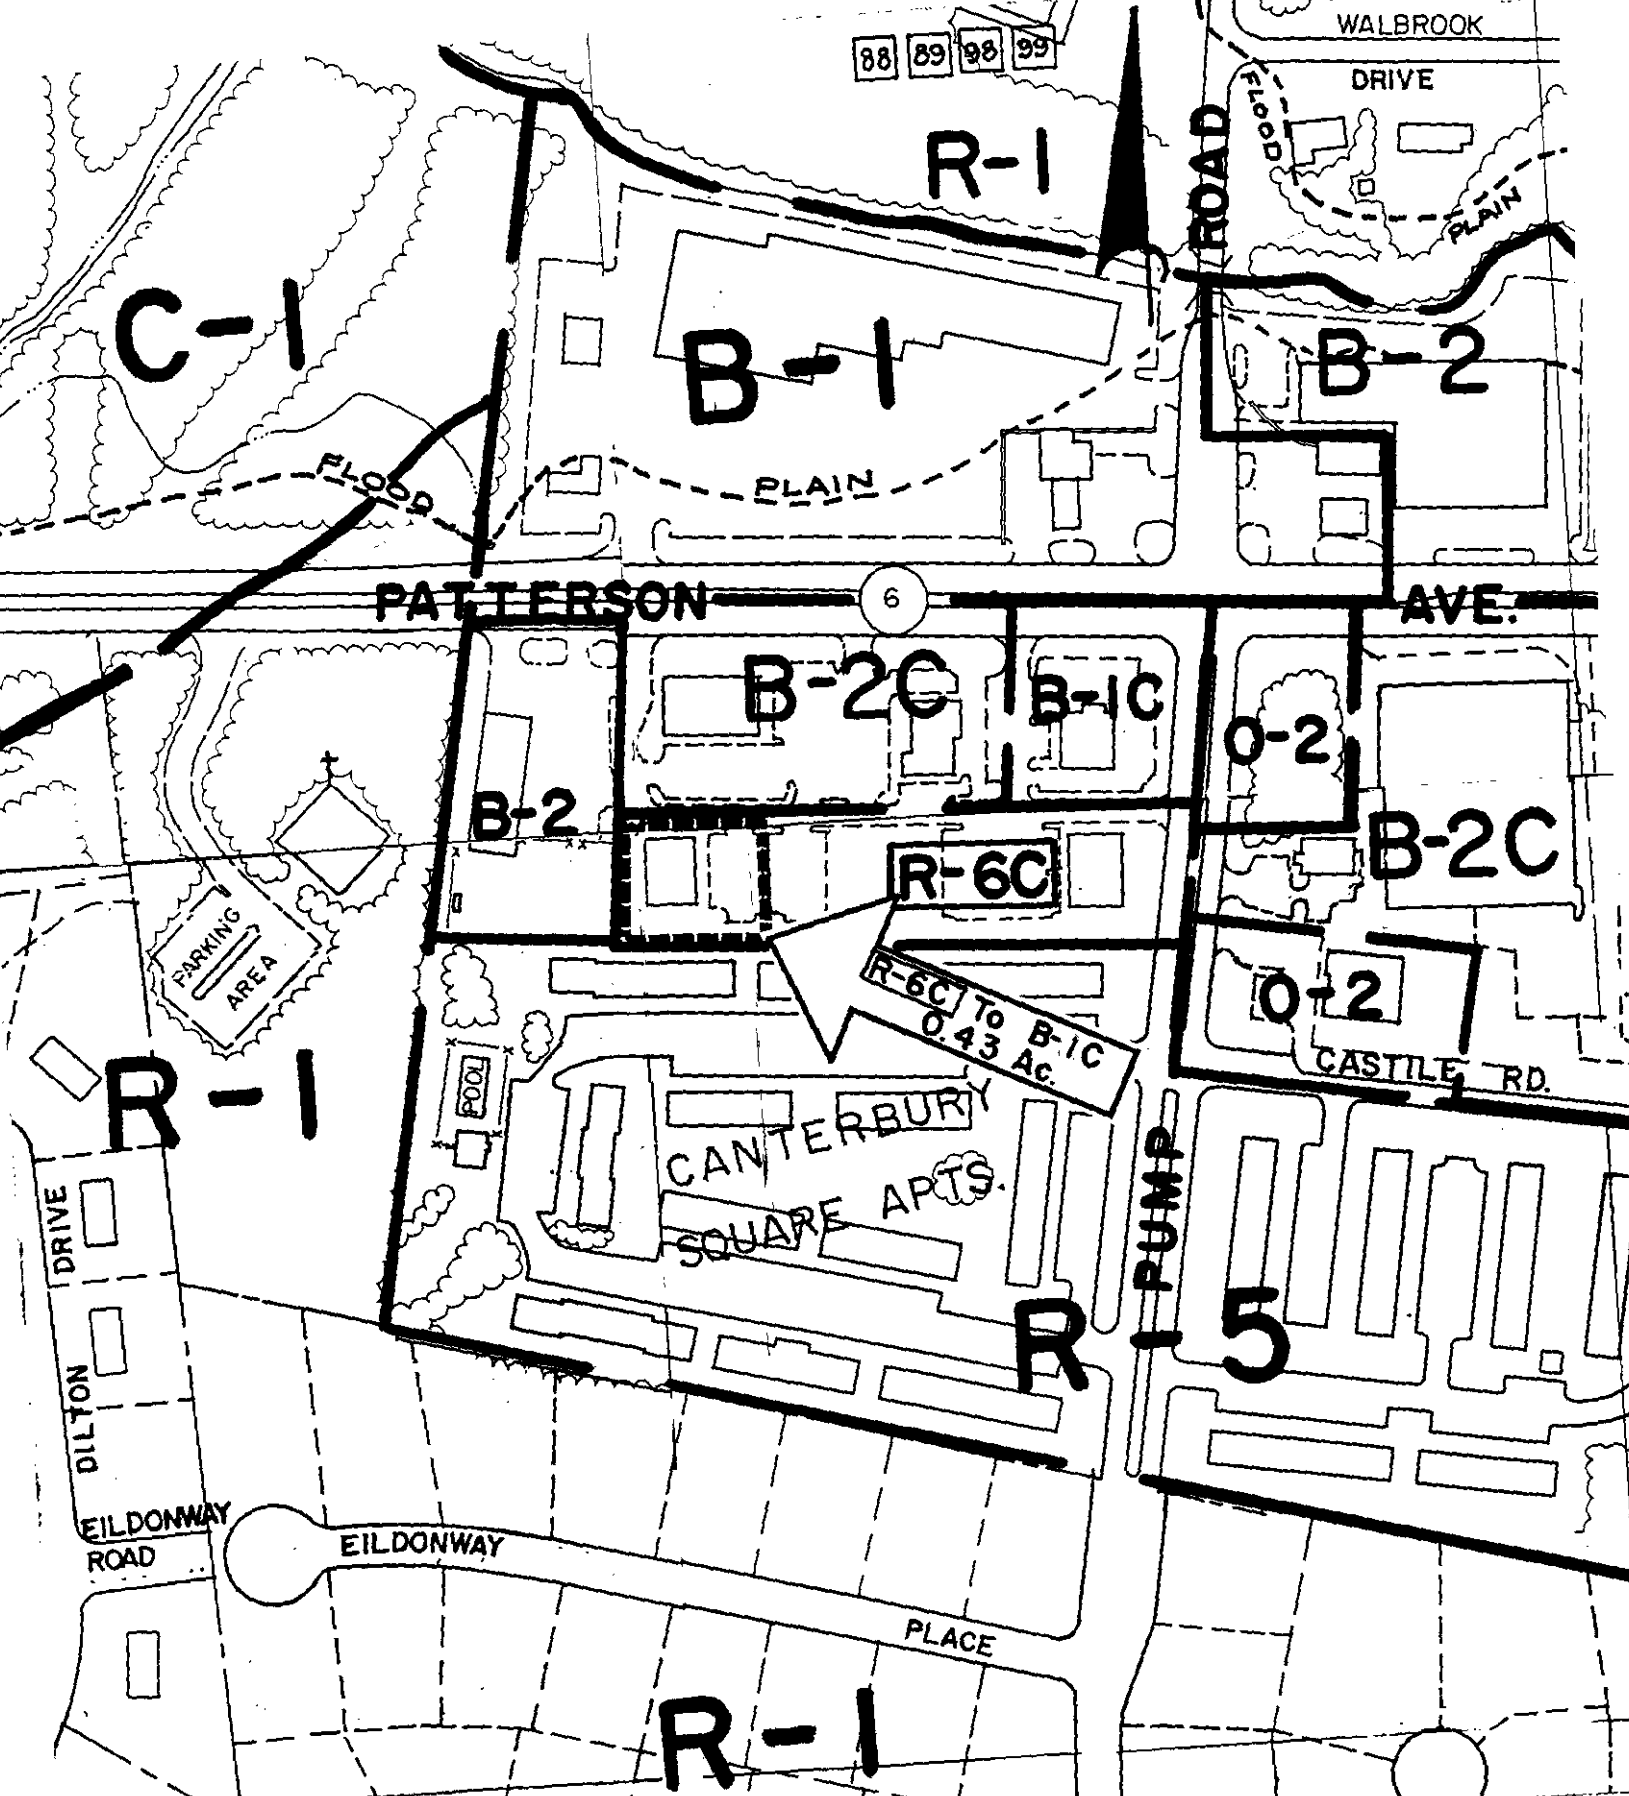 WALBROOK
DRIVE
88 89 98 99
R-1
ROAD
FLOOD
PLAIN
C-1
B-1
B-2
FLOOD
PLAIN
PATTERSON
6
AVE.
B-2C
B-1C
O-2
B-2
R-6C
B-2C
PARKING
AREA
R-6C To B-1C
0.43 Ac.
O-2
CASTILE RD.
POOL
R-1
CANTERBURY
SQUARE APTS.
PUMP
DRIVE
DILTON
R-5
EILDONWAY
ROAD
EILDONWAY
PLACE
R-1